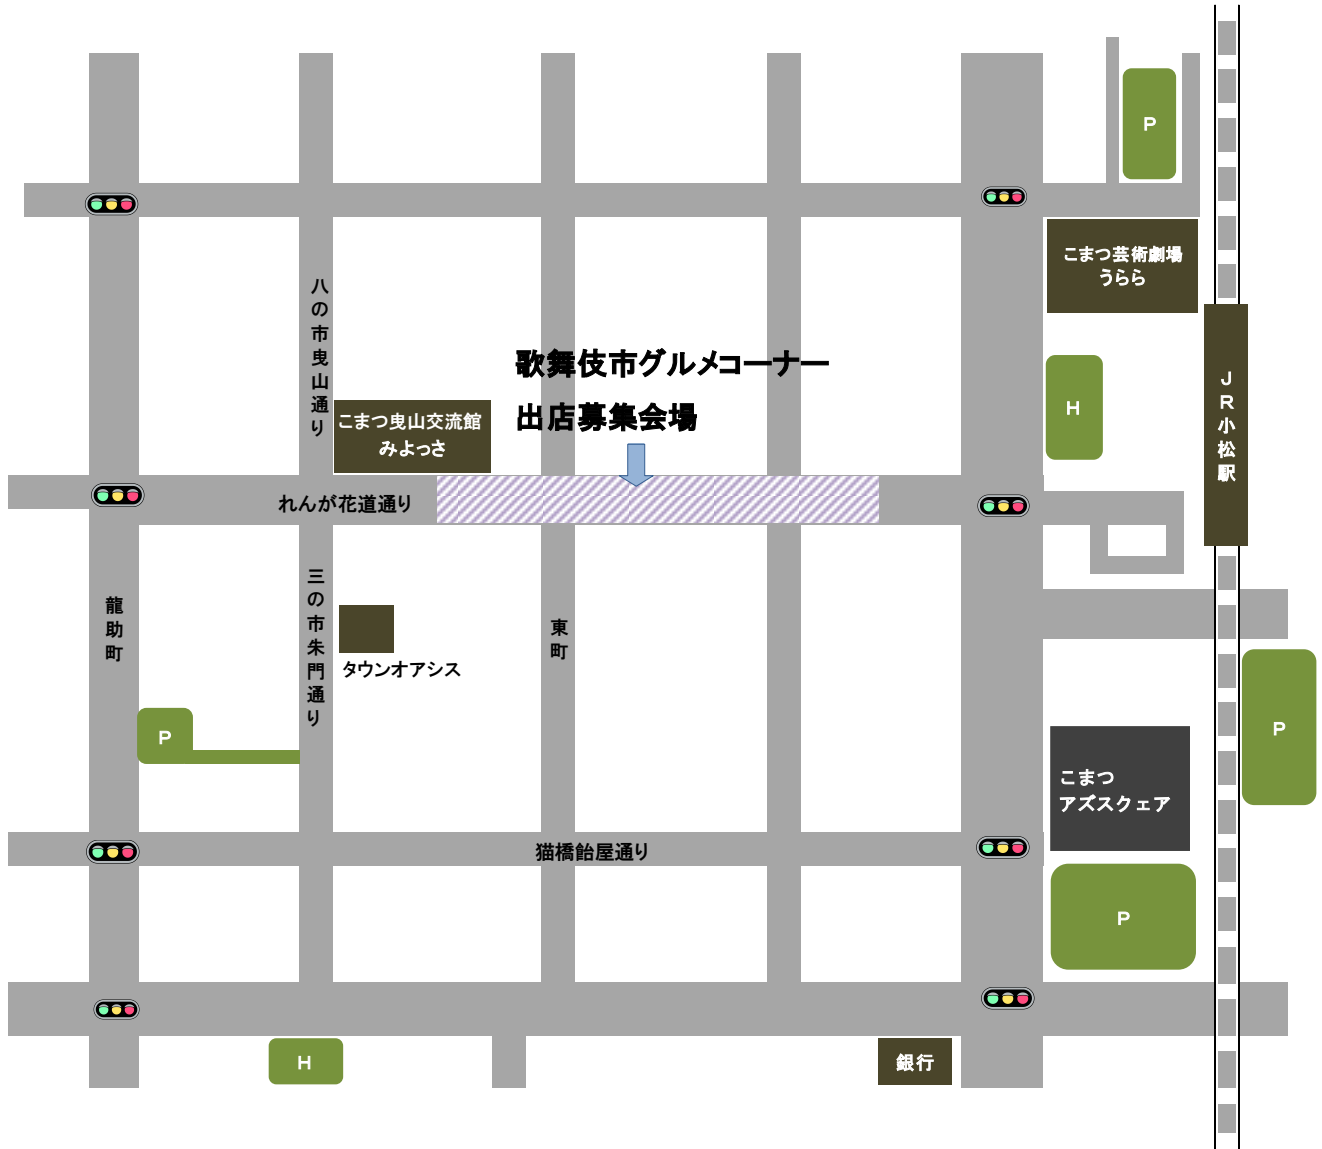 P
こまつ芸術劇場
うらら
八の市曳山通り
歌舞伎市グルメコーナー
出店募集会場
こまつ曳山交流館
みよっさ
H
JR小松駅
れんが花道通り
三の市朱門通り
龍助町
東町
タウンオアシス
P
P
こまつ
アズスクェア
猫橋飴屋通り
P
H
銀行